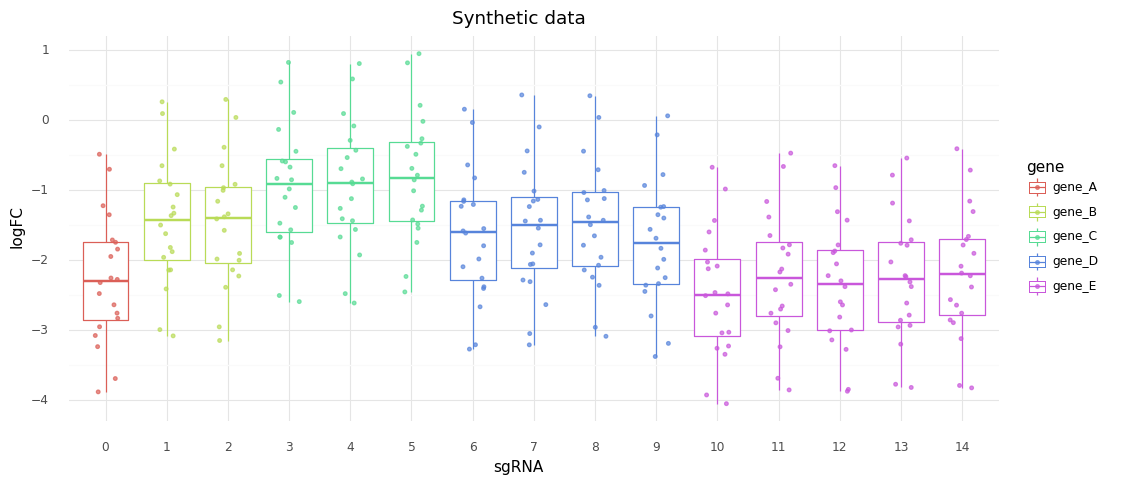 Synthetic data
logFC
1
0
−1
−2
−3
−4
0 1 2 3 4 5 6 7 8 9 10 11 12 13 14
sgRNA
gene
gene_A
gene_B
gene_C
gene_D
gene_E